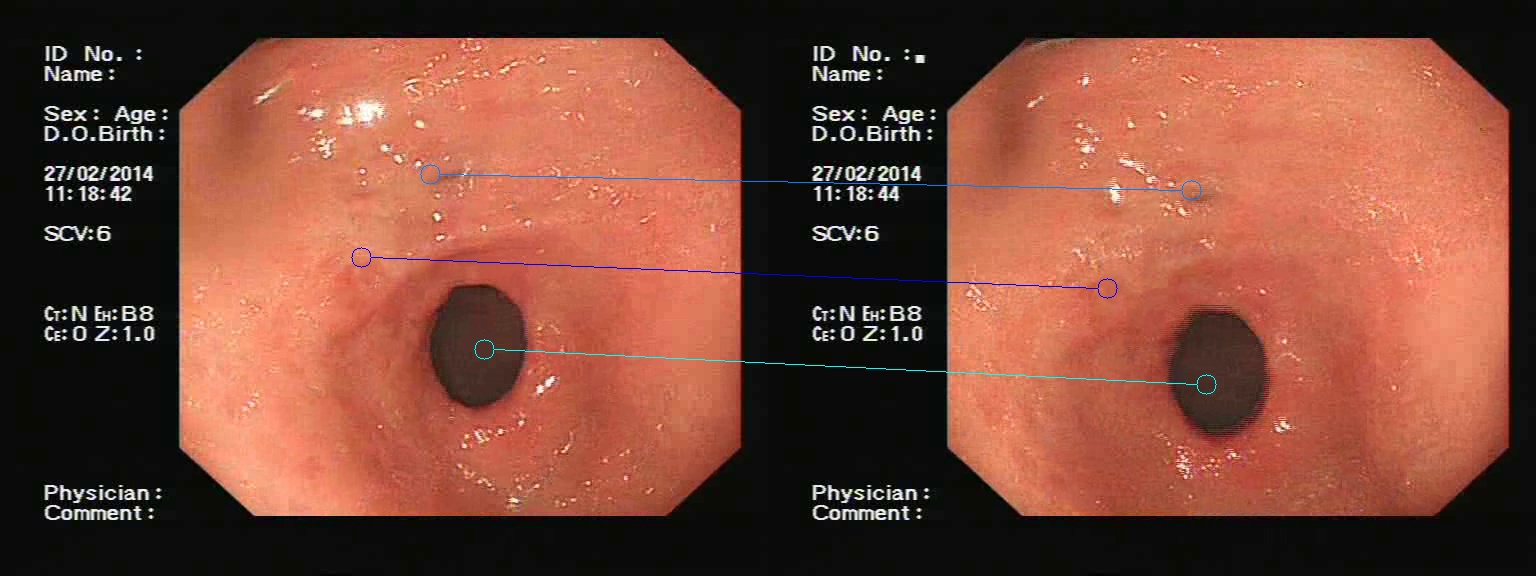 ID No. :
Name:
Sex: Age:
D.O.Birth:
27/02/2014
11:18:42
SCV:6
CT:N EH:B8
CE:0 Z:1.0
Physician:
Comment:
ID No. :
Name:
Sex: Age:
D.O.Birth:
27/02/2014
11:18:44
SCV:6
CT:N EH:B8
CE:0 Z:1.0
Physician:
Comment: